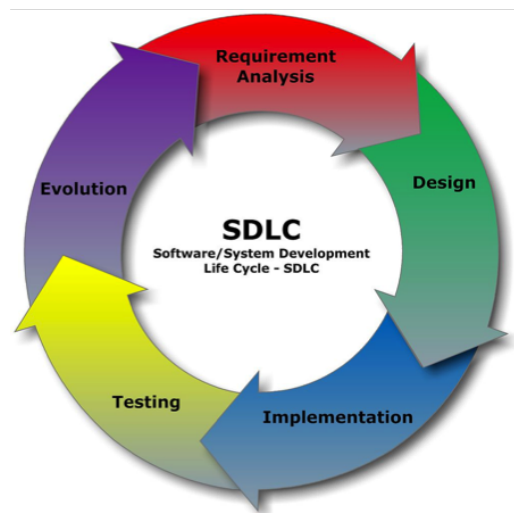 Requirement
Analysis
Design
Evolution
SDLC
Software/System Development
Life Cycle - SDLC
Testing
Implementation